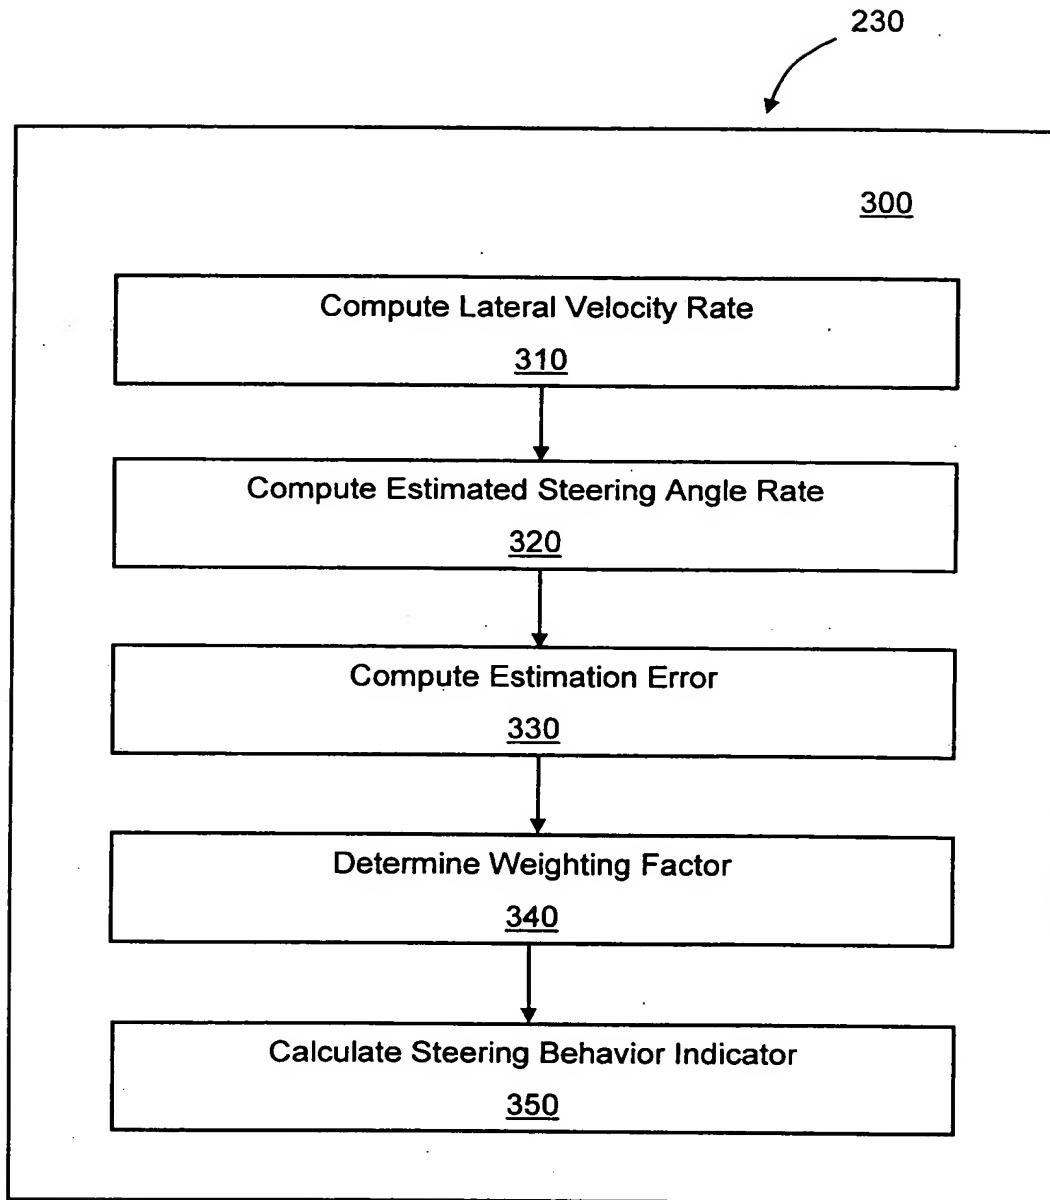 230
300
Compute Lateral Velocity Rate
310
Compute Estimated Steering Angle Rate
320
Compute Estimation Error
330
Determine Weighting Factor
340
Calculate Steering Behavior Indicator
350